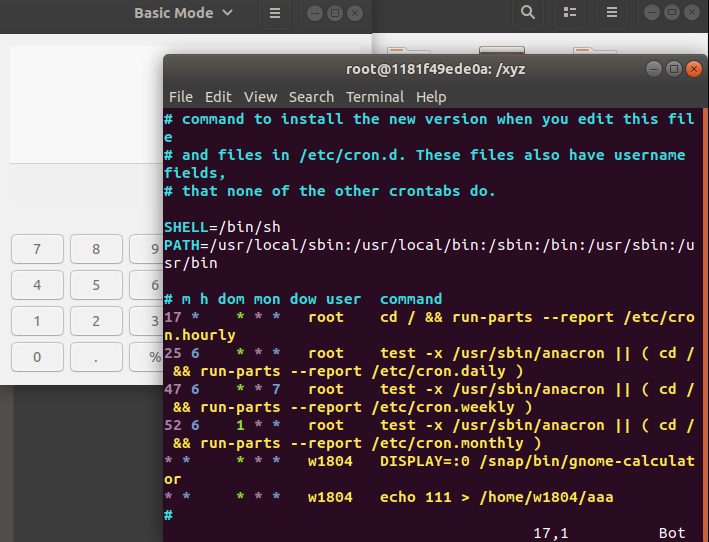 Basic Mode
7 8 9
4 5 6
1 2 3
0 . %
root@1181f49ede0a: /xyz
File Edit View Search Terminal Help
# command to install the new version when you edit this fil
e
# and files in /etc/cron.d. These files also have username
fields,
# that none of the other crontabs do.
SHELL=/bin/sh
PATH=/usr/local/sbin:/usr/local/bin:/sbin:/bin:/usr/sbin:/u
sr/bin
# m h dom mon dow user  command
17 *    * * *   root    cd / && run-parts --report /etc/cro
n.hourly
25 6    * * *   root    test -x /usr/sbin/anacron || ( cd /
 && run-parts --report /etc/cron.daily )
47 6    * * 7   root    test -x /usr/sbin/anacron || ( cd /
 && run-parts --report /etc/cron.weekly )
52 6    1 * *   root    test -x /usr/sbin/anacron || ( cd /
 && run-parts --report /etc/cron.monthly )
* *     * * *   w1804   DISPLAY=:0 /snap/bin/gnome-calculat
or
* *     * * *   w1804   echo 111 > /home/w1804/aaa
#
17,1 Bot